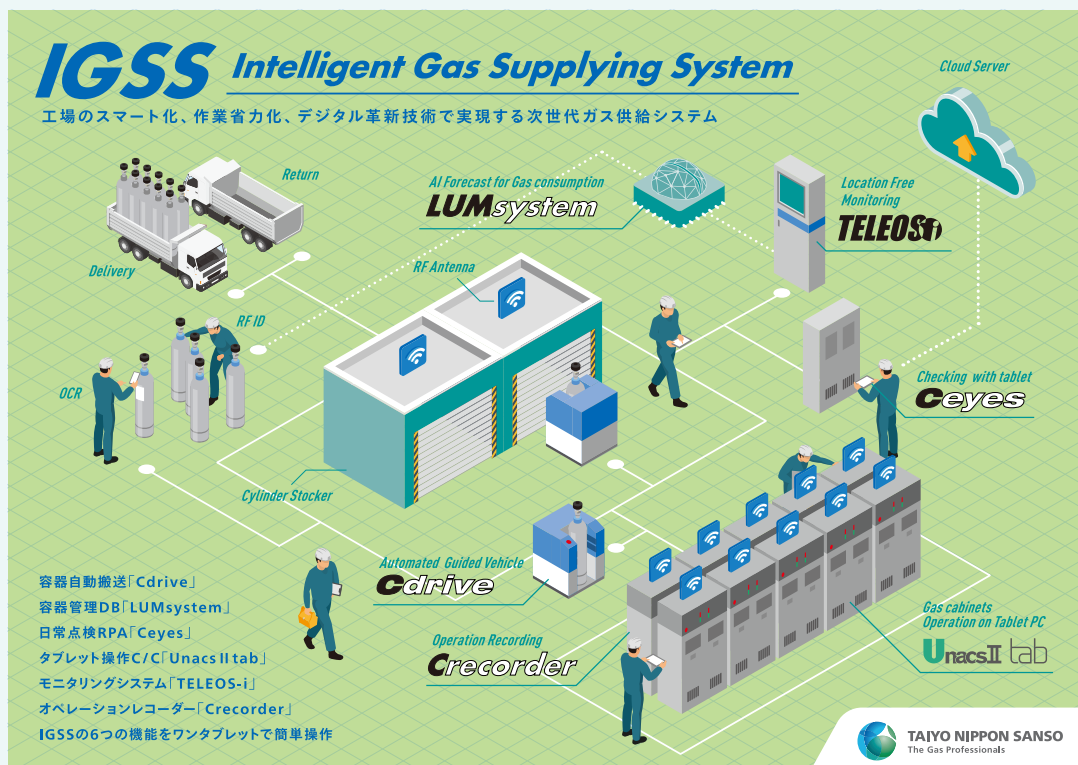 IGSS Intelligent Gas Supplying System
工場のスマート化、作業省力化、デジタル革新技術で実現する次世代ガス供給システム
Cloud Server
Return
Delivery
AI Forecast for Gas consumption
LUMsystem
Location Free
Monitoring
TELEOSi
RF Antenna
RF ID
OCR
Checking with tablet
Ceyes
Cylinder Stocker
Automated Guided Vehicle
Cdrive
Operation Recording
Crecorder
Gas cabinets
Operation on Tablet PC
UnacsⅡ tab
容器自動搬送「Cdrive」
容器管理DB「LUMsystem」
日常点検RPA「Ceyes」
タブレット操作C/C「UnacsⅡtab」
モニタリングシステム「TELEOS-i」
オペレーションレコーダー「Crecorder」
IGSSの6つの機能をワンタブレットで簡単操作
TAIYO NIPPON SANSO
The Gas Professionals